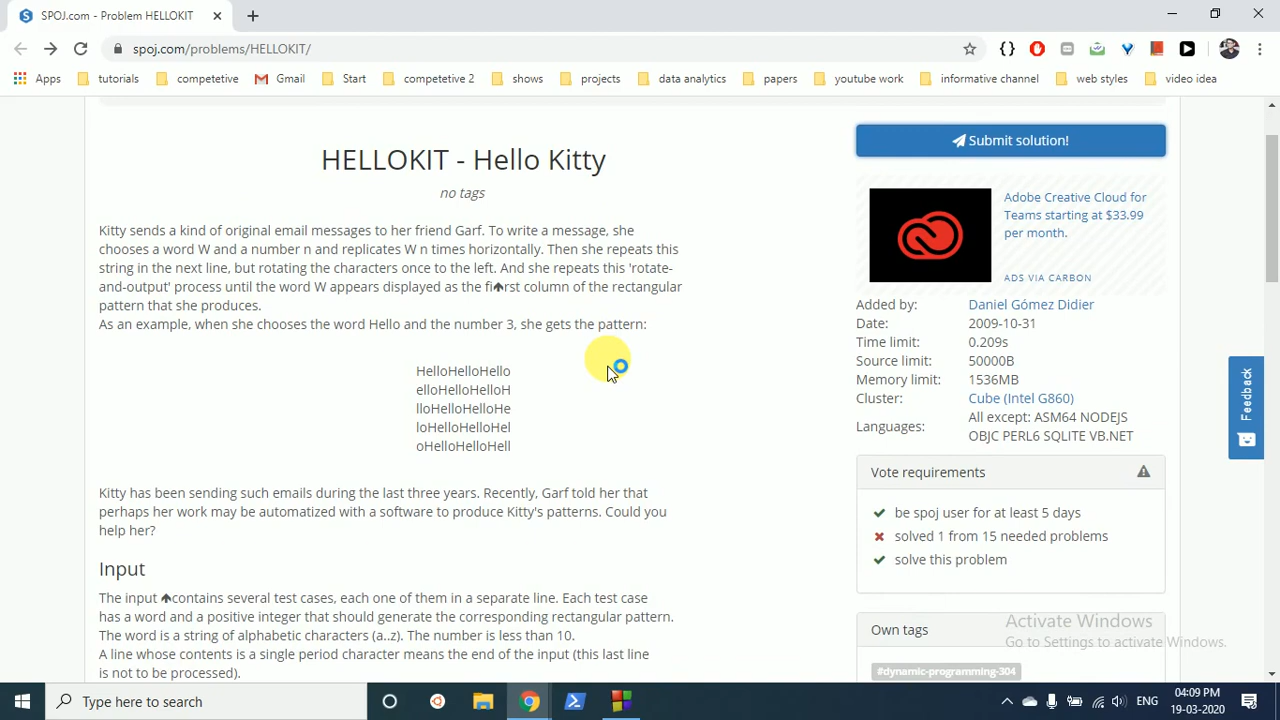 SPOJ.com - Problem HELLOKIT
spoj.com/problems/HELLOKIT/
Apps tutorials competetive Gmail Start competetive 2 shows projects data analytics papers youtube work informative channel web styles video idea
HELLOKIT - Hello Kitty
no tags
Kitty sends a kind of original email messages to her friend Garf. To write a message, she
chooses a word W and a number n and replicates W n times horizontally. Then she repeats this
string in the next line, but rotating the characters once to the left. And she repeats this 'rotate-
and-output' process until the word W appears displayed as the first column of the rectangular
pattern that she produces.
As an example, when she chooses the word Hello and the number 3, she gets the pattern:
HelloHelloHello
elloHelloHelloH
lloHelloHelloHe
loHelloHelloHel
oHelloHelloHell
Kitty has been sending such emails during the last three years. Recently, Garf told her that
perhaps her work may be automatized with a software to produce Kitty's patterns. Could you
help her?
Input
The input contains several test cases, each one of them in a separate line. Each test case
has a word and a positive integer that should generate the corresponding rectangular pattern.
The word is a string of alphabetic characters (a..z). The number is less than 10.
A line whose contents is a single period character means the end of the input (this last line
is not to be processed).
Submit solution!
Adobe Creative Cloud for
Teams starting at $33.99
per month.
ADS VIA CARBON
Added by: Daniel Gómez Didier
Date: 2009-10-31
Time limit: 0.209s
Source limit: 50000B
Memory limit: 1536MB
Cluster: Cube (Intel G860)
Languages: All except: ASM64 NODEJS
OBJC PERL6 SQLITE VB.NET
Vote requirements
be spoj user for at least 5 days
solved 1 from 15 needed problems
solve this problem
Own tags
#dynamic-programming-304
Feedback
Activate Windows
Go to Settings to activate Windows.
Type here to search
ENG
04:09 PM
19-03-2020